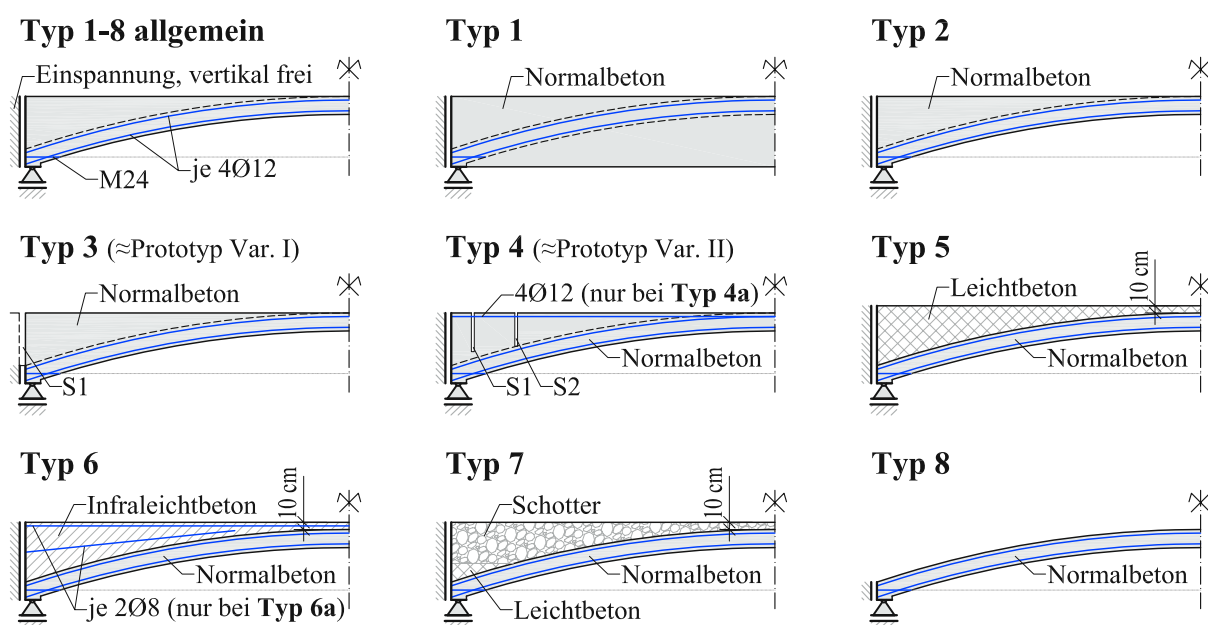 Typ 1-8 allgemein
Einspannung, vertikal frei
M24
je 4Ø12
Typ 1
Normalbeton
Typ 2
Normalbeton
Typ 3 (≈Prototyp Var. I)
Normalbeton
S1
Typ 4 (≈Prototyp Var. II)
4Ø12 (nur bei Typ 4a)
Normalbeton
S1
S2
Typ 5
Leichtbeton
10 cm
Normalbeton
Typ 6
Infraleichtbeton
10 cm
Normalbeton
je 2Ø8 (nur bei Typ 6a)
Typ 7
Schotter
10 cm
Normalbeton
Leichtbeton
Typ 8